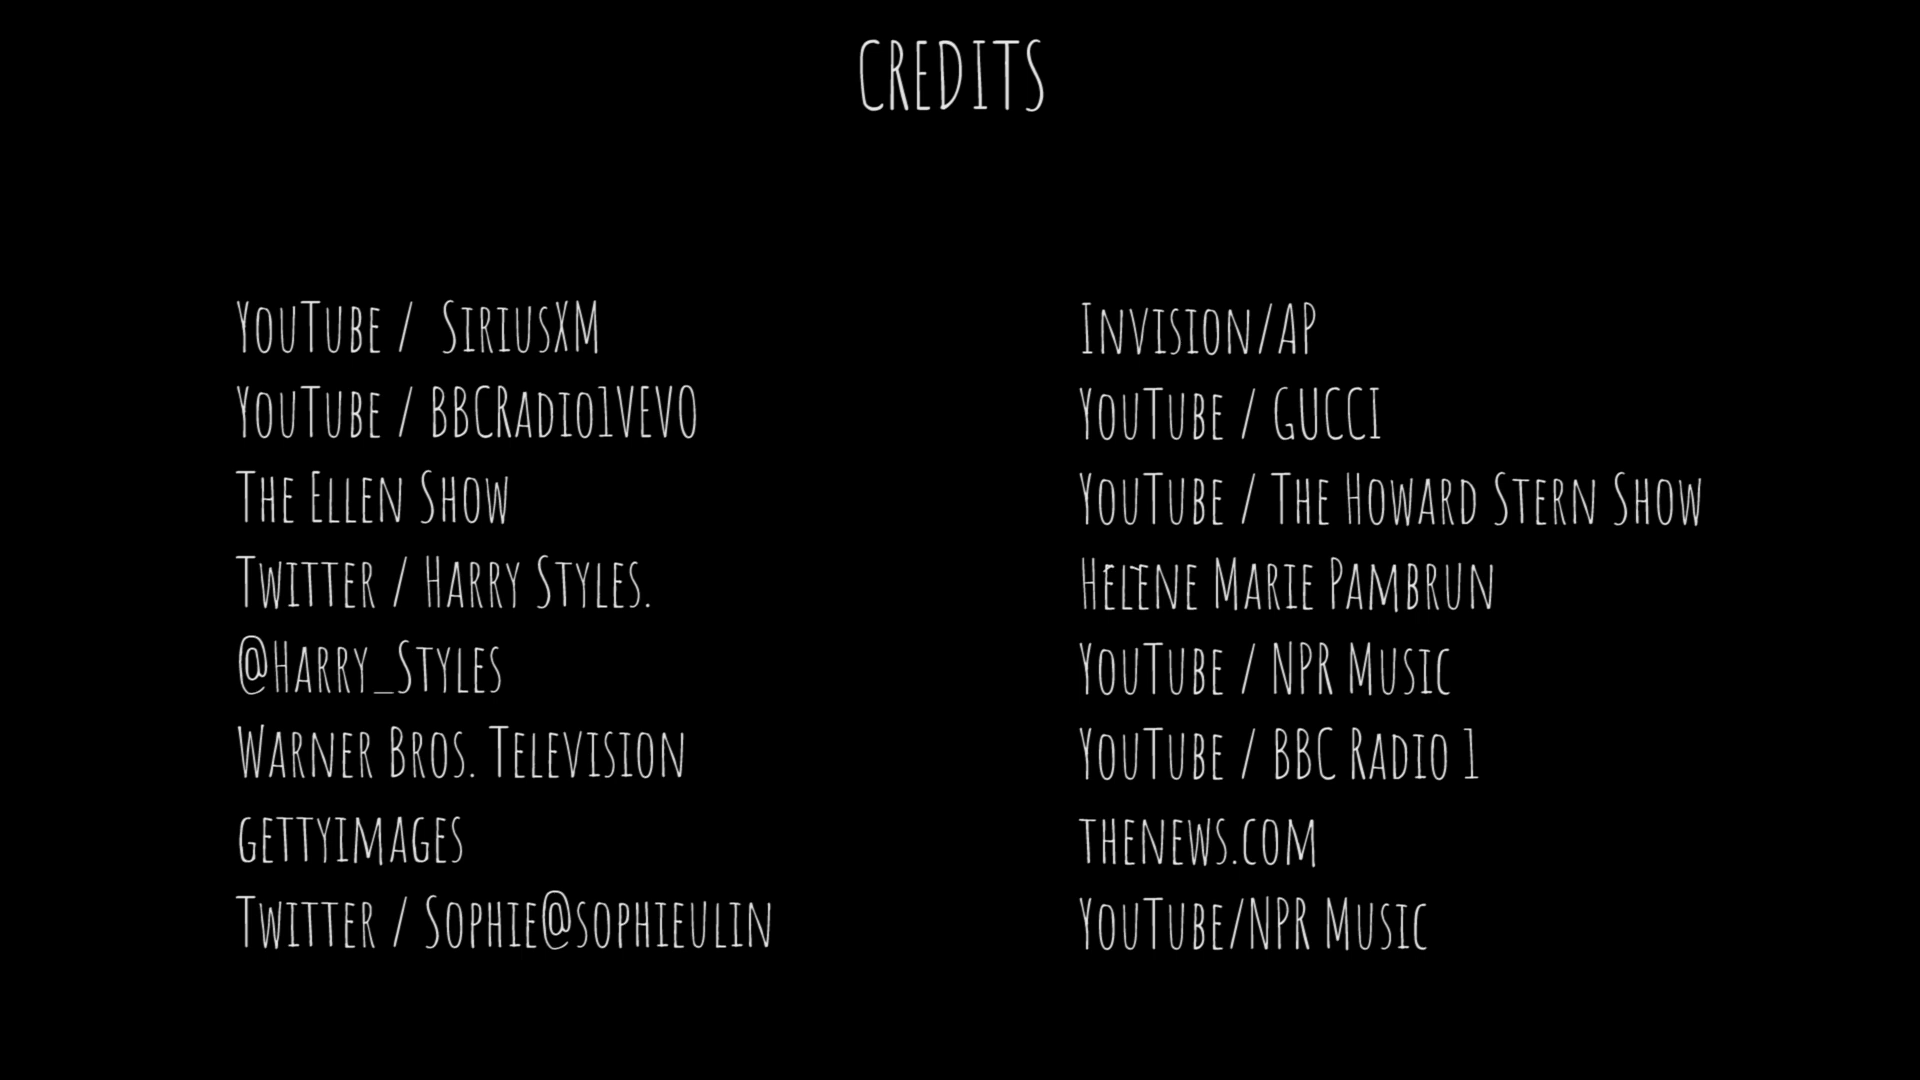 CREDITS
YouTube / SiriusXM
YouTube / BBCRadio1VEVO
The Ellen Show
Twitter / Harry Styles.
@Harry_Styles
Warner Bros. Television
gettyimages
Twitter / Sophie@sophieulin
Invision/AP
YouTube / GUCCI
YouTube / The Howard Stern Show
Helene Marie Pambrun
YouTube / NPR Music
YouTube / BBC Radio 1
thenews.com
YouTube/NPR Music